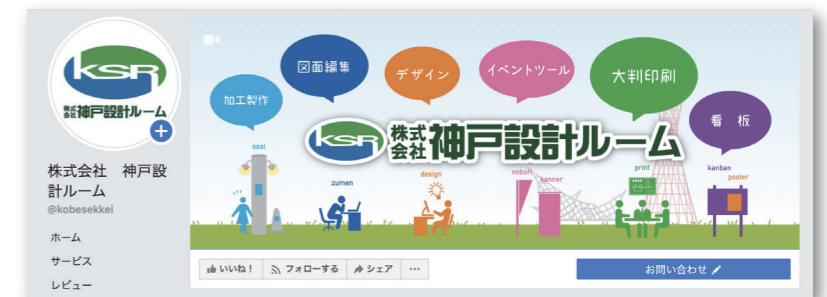 KSR
株式会社神戸設計ルーム
株式会社 神戸設
計ルーム
@kobesekkei
ホーム
サービス
レビュー
加工製作
図面編集
デザイン
イベントツール
大判印刷
看 板
KSR 株式会社 神戸設計ルーム
seal
zumen
design
nobori
banner
print
kanban
poster
いいね！
フォローする
シェア
…
お問い合わせ